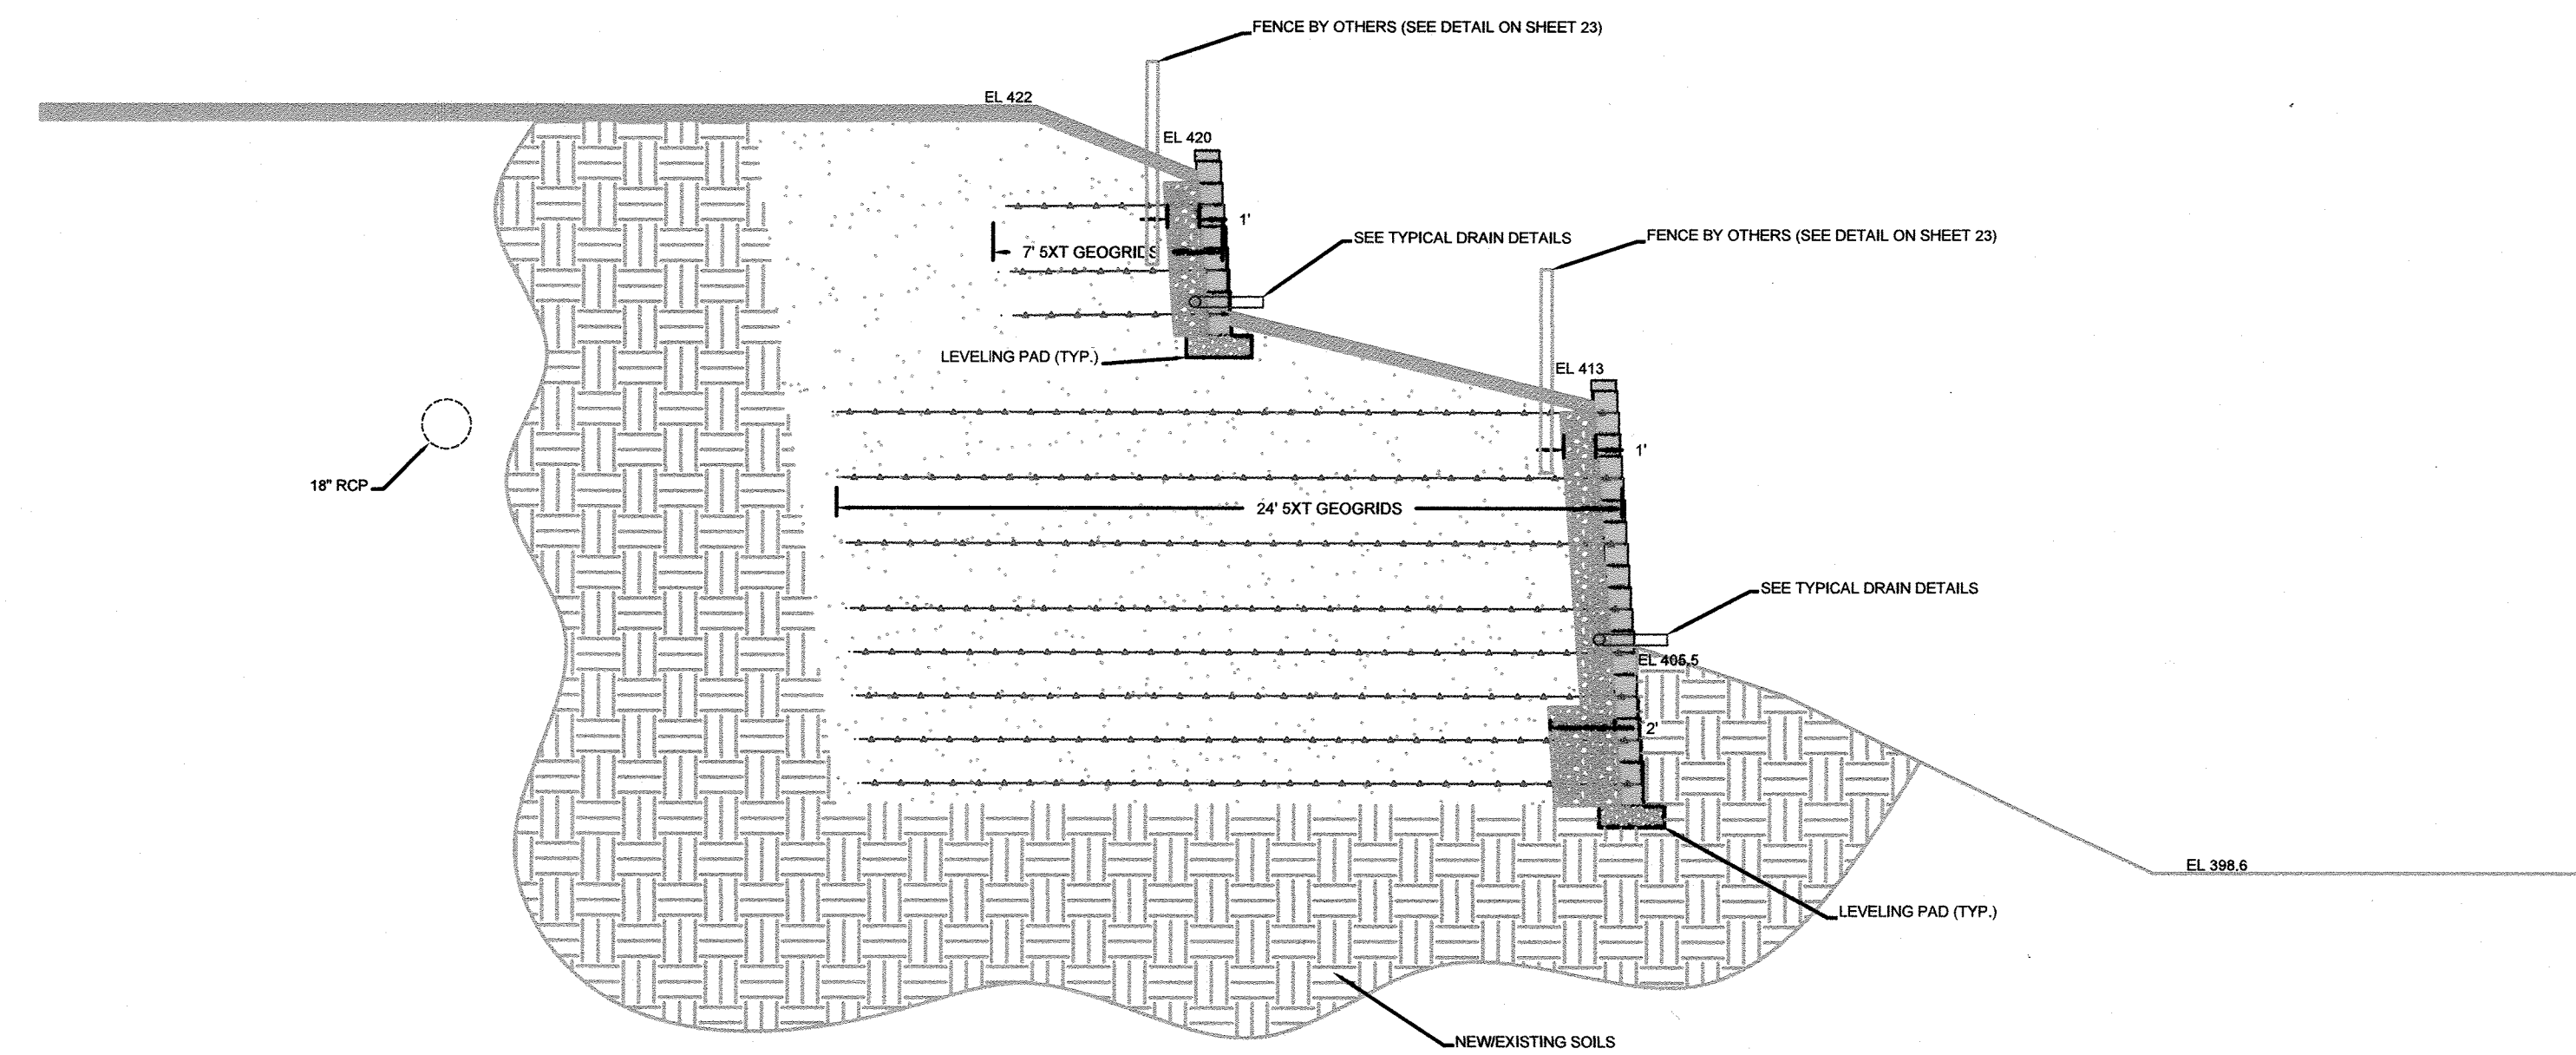 FENCE BY OTHERS (SEE DETAIL ON SHEET 23)
EL 422
EL 420
1'
7' 5XT GEOGRIDS
SEE TYPICAL DRAIN DETAILS
FENCE BY OTHERS (SEE DETAIL ON SHEET 23)
LEVELING PAD (TYP.)
EL 413
1'
18" RCP
24' 5XT GEOGRIDS
SEE TYPICAL DRAIN DETAILS
EL 405.5
2'
EL 398.6
LEVELING PAD (TYP.)
NEW/EXISTING SOILS